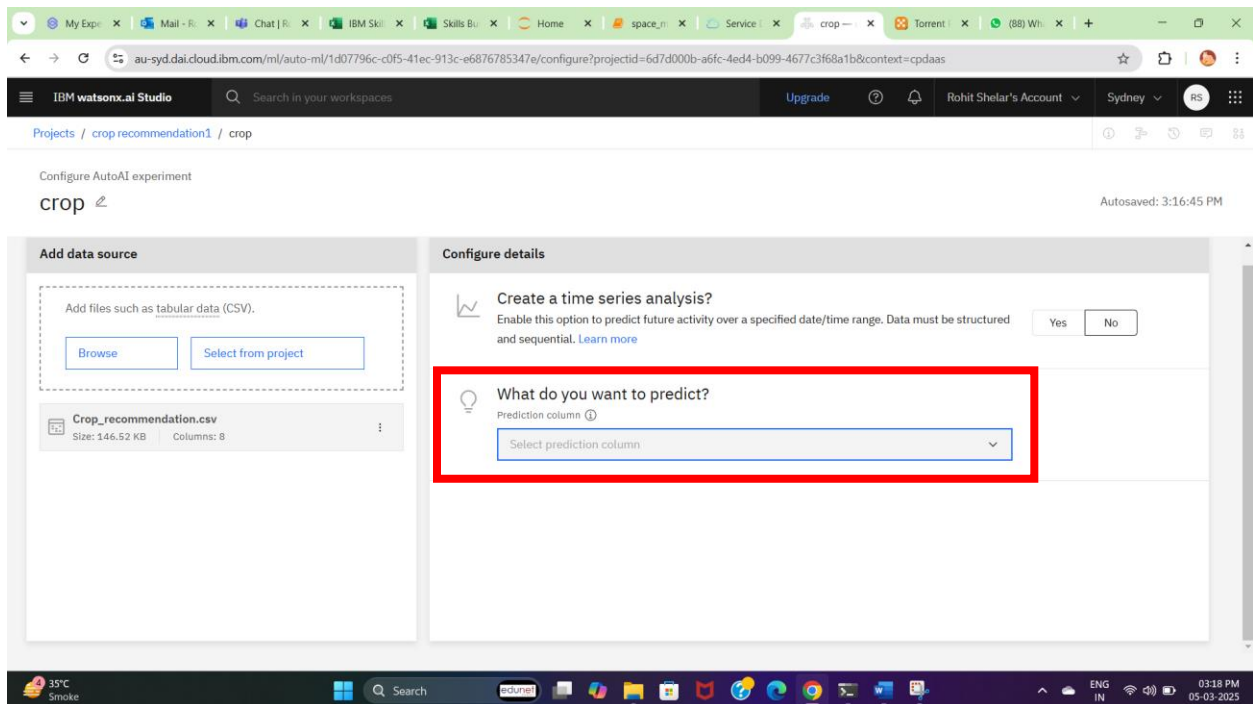 My Expe
Mail - Ro
Chat | Ro
IBM Skil
Skills Bu
Home
space_m
Service
crop —
Torrent
(88) Wh
au-syd.dai.cloud.ibm.com/ml/auto-ml/1d07796c-c0f5-41ec-913c-e6876785347e/configure?projectid=6d7d000b-a6fc-4ed4-b099-4677c3f68a1b&context=cpdaas
IBM watsonx.ai Studio
Search in your workspaces
Upgrade
Rohit Shelar's Account
Sydney
RS
Projects / crop recommendation1 / crop
Configure AutoAI experiment
crop
Autosaved: 3:16:45 PM
Add data source
Add files such as tabular data (CSV).
Browse
Select from project
Crop_recommendation.csv
Size: 146.52 KB
Columns: 8
Configure details
Create a time series analysis?
Enable this option to predict future activity over a specified date/time range. Data must be structured
and sequential. Learn more
Yes
No
What do you want to predict?
Prediction column
Select prediction column
4
35°C
Smoke
Search
edunet
ENG
IN
03:18 PM
05-03-2025